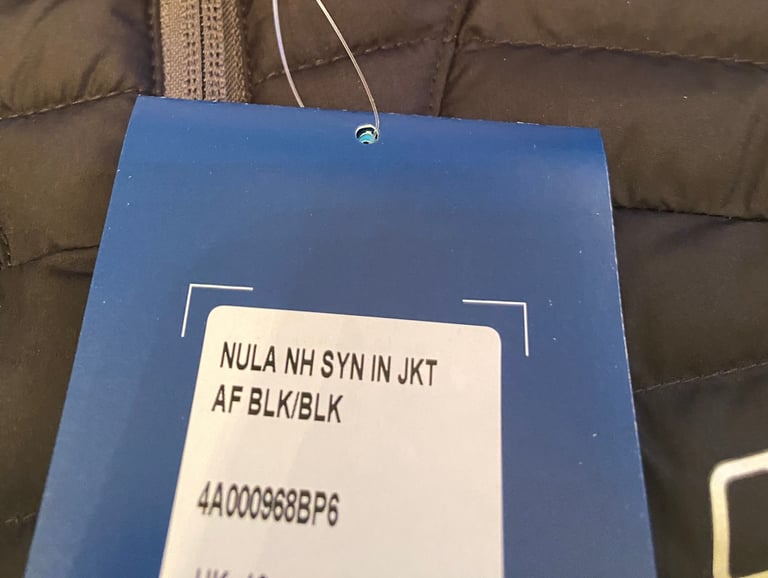 NULA NH SYN IN JKT
AF BLK/BLK
4A000968BP6